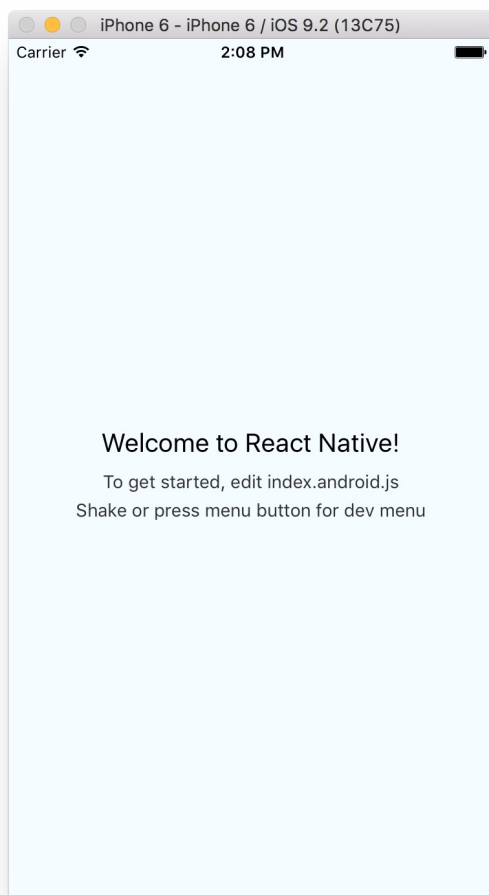 iPhone 6 - iPhone 6 / iOS 9.2 (13C75)
Carrier 2:08 PM
Welcome to React Native!
To get started, edit index.android.js
Shake or press menu button for dev menu